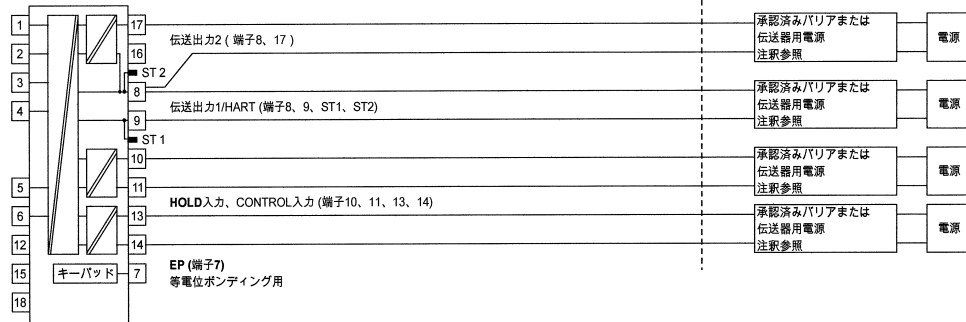 1
2
3
4
5
6
12
15
18
17
16
ST 2
8
9
ST 1
10
11
13
14
キーパッド
7
伝送出力2 ( 端子8、17 )
伝送出力1/HART (端子8、9、ST1、ST2)
HOLD入力、CONTROL入力 (端子10、11、13、14)
EP (端子7)
等電位ボンディング用
承認済みバリアまたは
伝送器用電源
注釈参照
電源
承認済みバリアまたは
伝送器用電源
注釈参照
電源
承認済みバリアまたは
伝送器用電源
注釈参照
電源
承認済みバリアまたは
伝送器用電源
注釈参照
電源